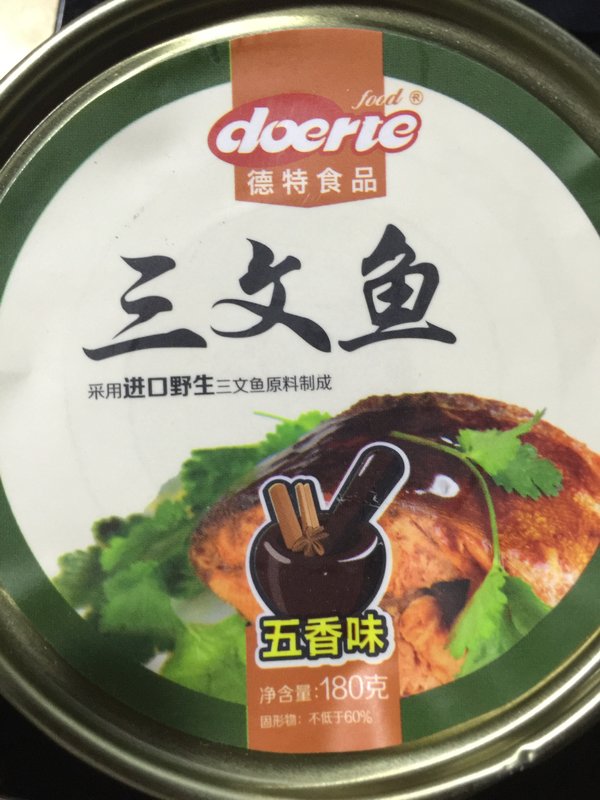 food®
doerte
德特食品
三文鱼
采用进口野生三文鱼原料制成
五香味
净含量:180克
固形物: 不低于60%